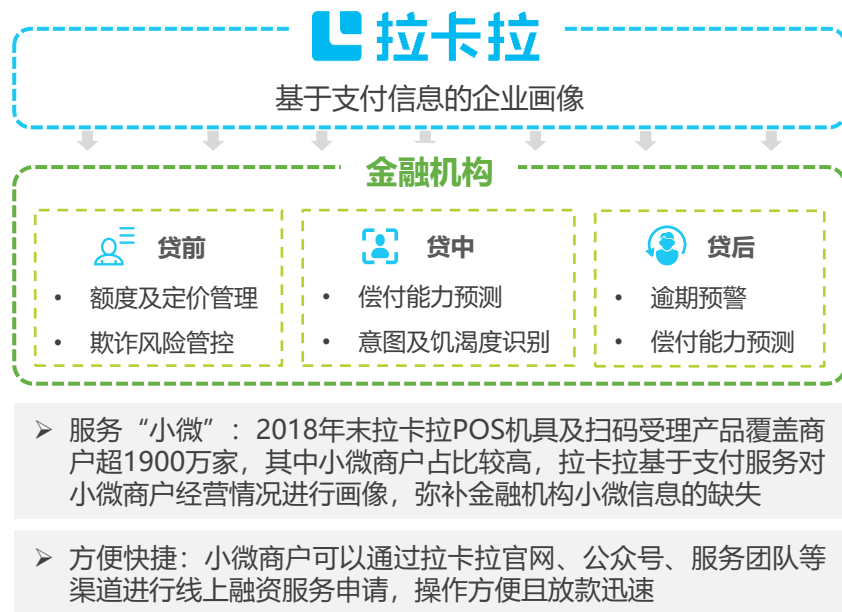 拉卡拉
基于支付信息的企业画像
金融机构
贷前
• 额度及定价管理
• 欺诈风险管控
贷中
• 偿付能力预测
• 意图及饥渴度识别
贷后
• 逾期预警
• 偿付能力预测
➢ 服务“小微”：2018年末拉卡拉POS机具及扫码受理产品覆盖商
户超1900万家，其中小微商户占比较高，拉卡拉基于支付服务对
小微商户经营情况进行画像，弥补金融机构小微信息的缺失
➢ 方便快捷：小微商户可以通过拉卡拉官网、公众号、服务团队等
渠道进行线上融资服务申请，操作方便且放款迅速